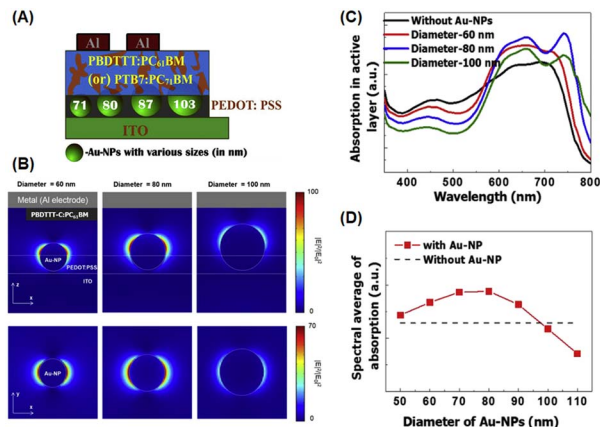 (A)
Al
Al
PBDTTT:PC61BM
(or) PTB7:PC71BM
71
80
87
103
PEDOT: PSS
ITO
-Au-NPs with various sizes (in nm)
(B)
Diameter = 60 nm
Diameter = 80 nm
Diameter = 100 nm
Metal (Al electrode)
PBDTTT-C:PC61BM
Au-NP
PEDOT:PSS
ITO
z
x
100
0
Au-NP
y
x
70
0
(C)
Without Au-NPs
Diameter-60 nm
Diameter-80 nm
Diameter-100 nm
Absorption in active
layer (a.u.)
400
500
600
700
800
Wavelength (nm)
(D)
with Au-NP
Without Au-NP
Spectral average of
absorption (a.u.)
50
60
70
80
90
100
110
Diameter of Au-NPs (nm)